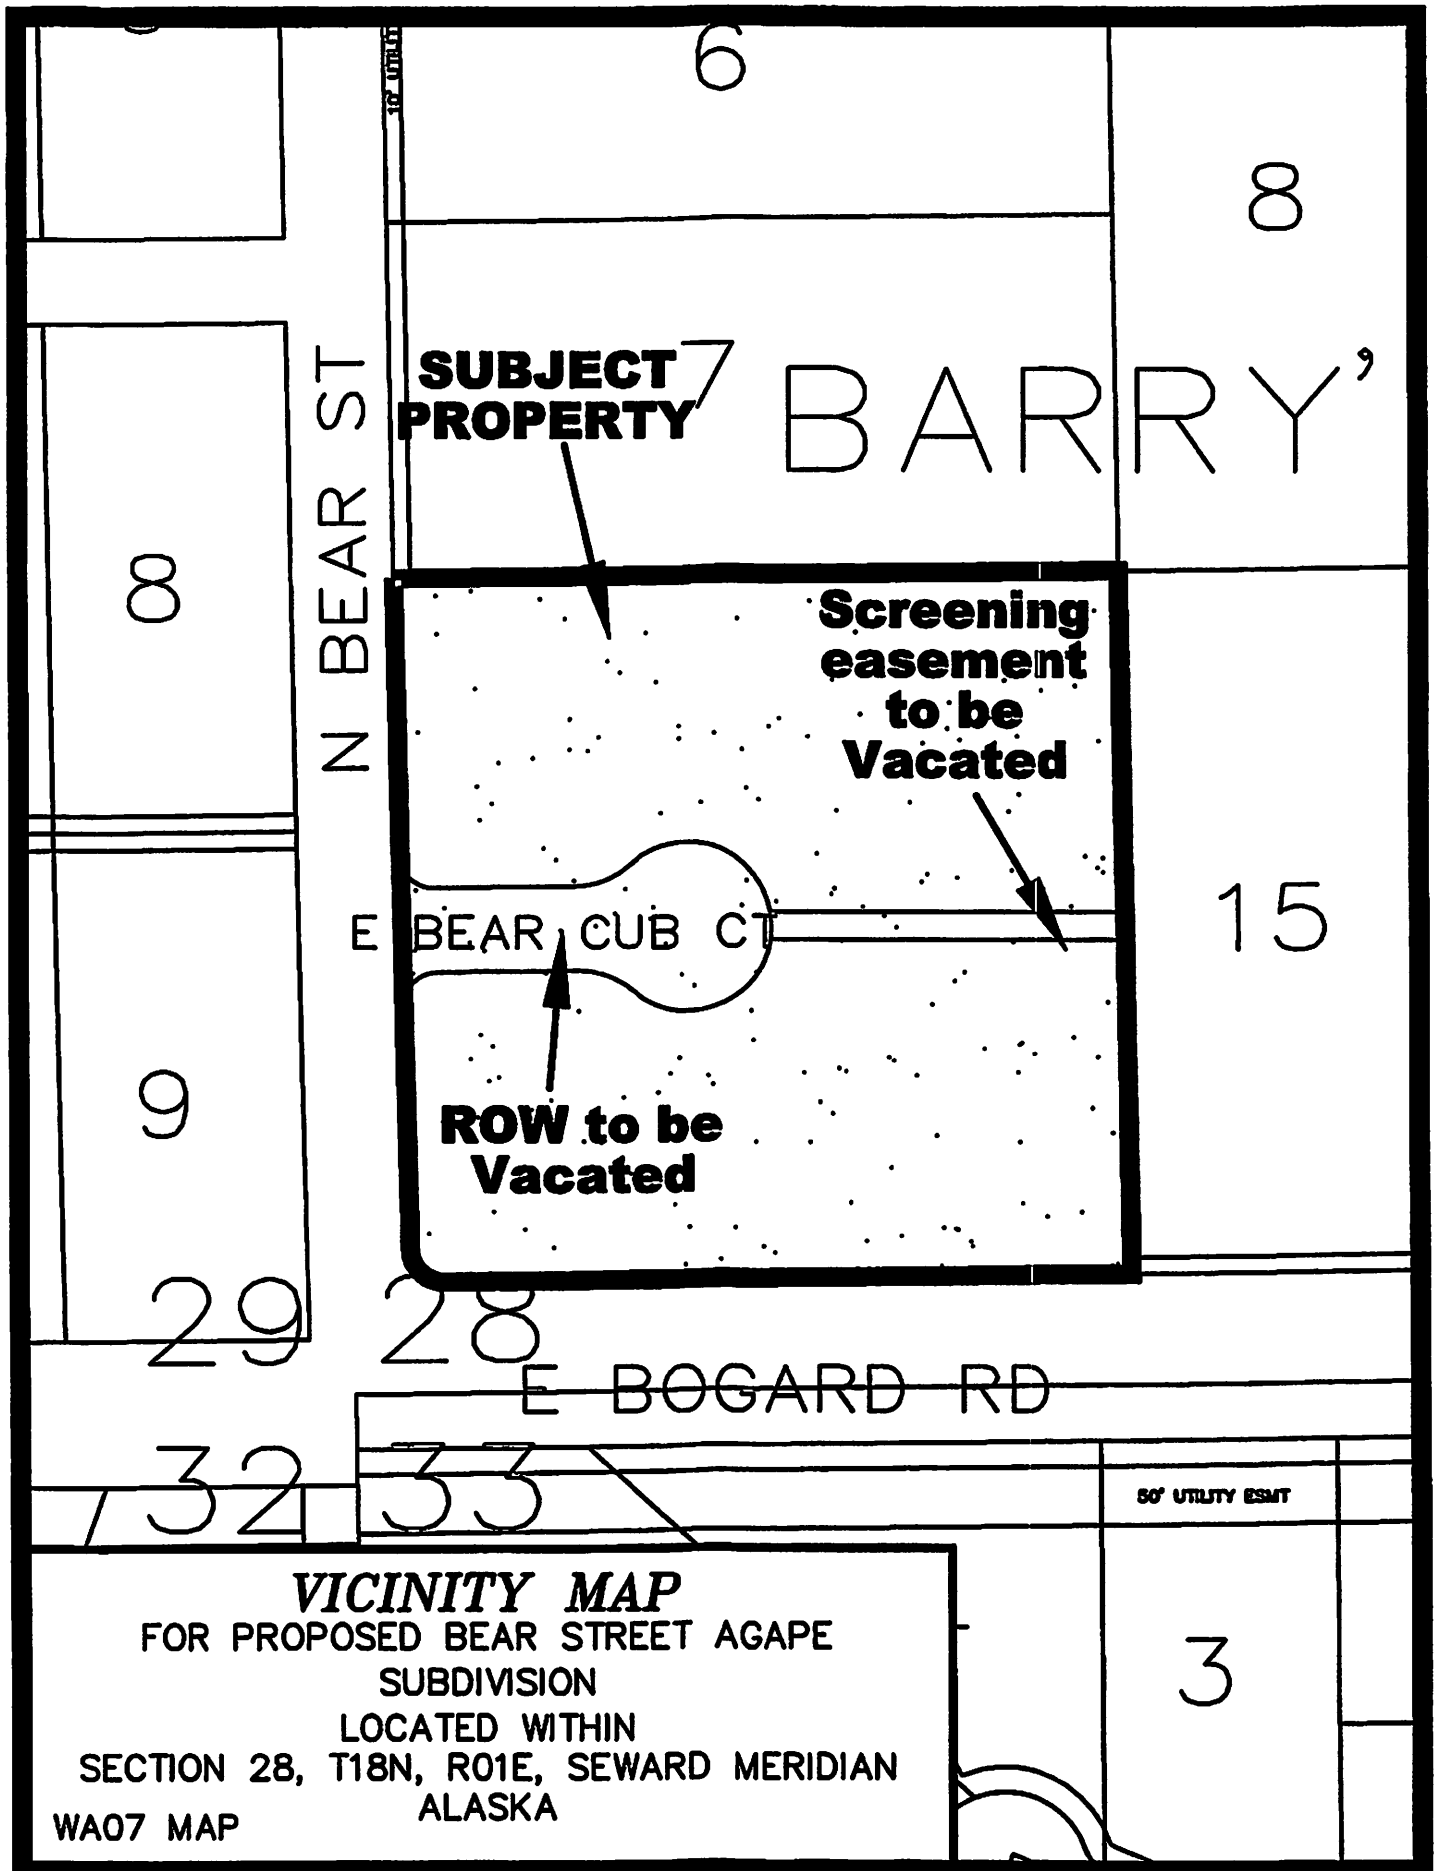 10' UTILITY
6
8
SUBJECT
PROPERTY
7
BARRY'
N BEAR ST
8
Screening
easement
to be
Vacated
E BEAR CUB CT
15
9
ROW to be
Vacated
29 28
E BOGARD RD
32 33
50' UTILITY ESMT
3
VICINITY MAP
FOR PROPOSED BEAR STREET AGAPE
SUBDIVISION
LOCATED WITHIN
SECTION 28, T18N, R01E, SEWARD MERIDIAN
ALASKA
WA07 MAP